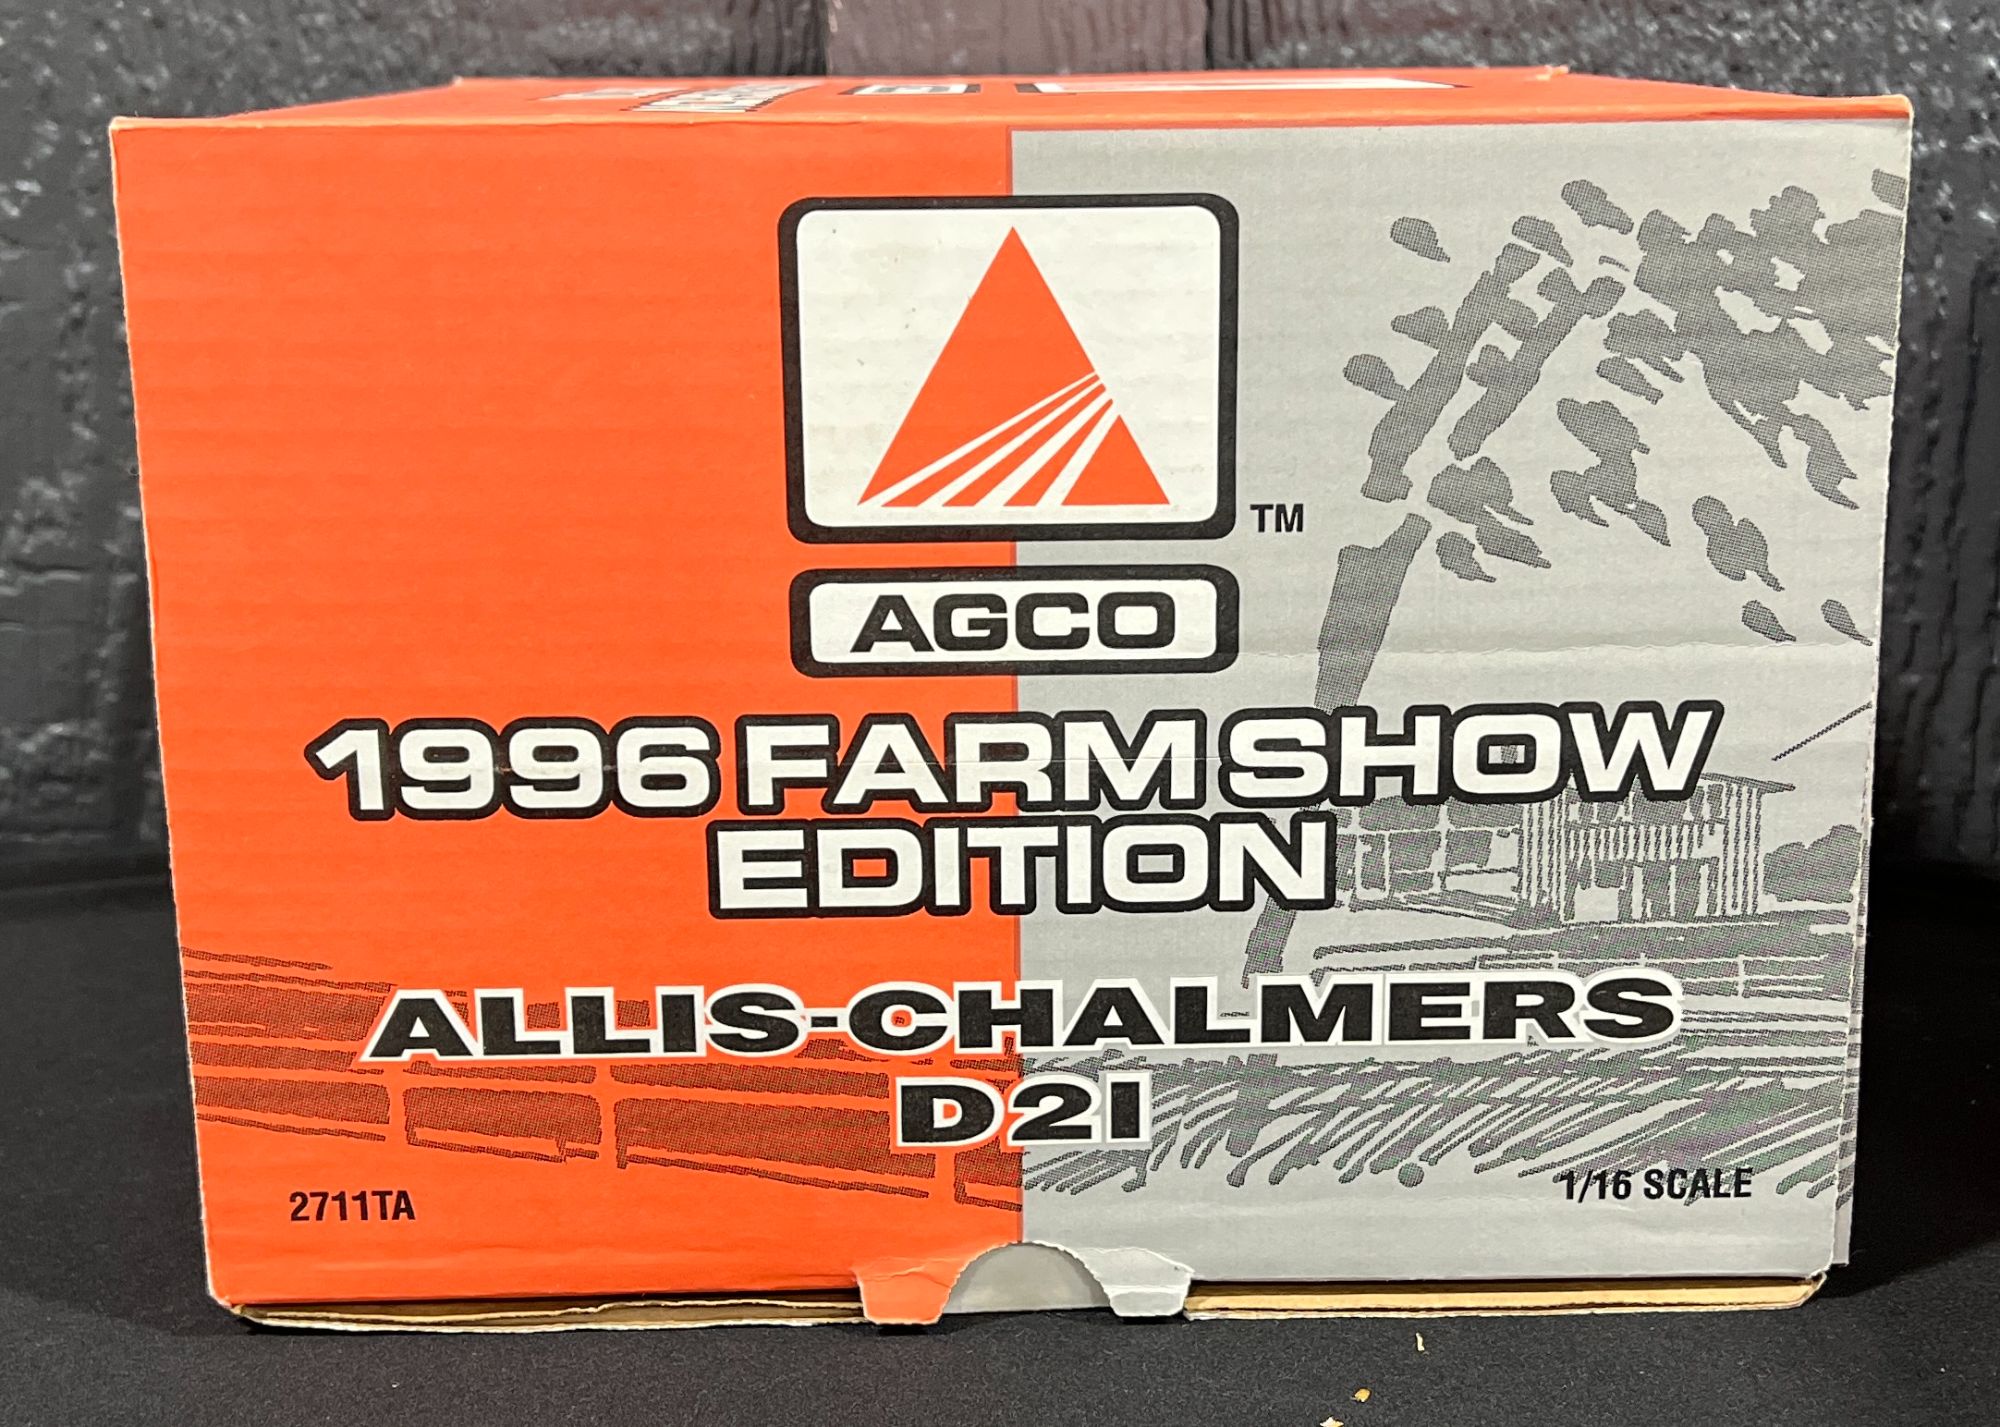 AGCO
TM
1996 FARM SHOW
EDITION
ALLIS-CHALMERS
D21
2711TA
1/16 SCALE